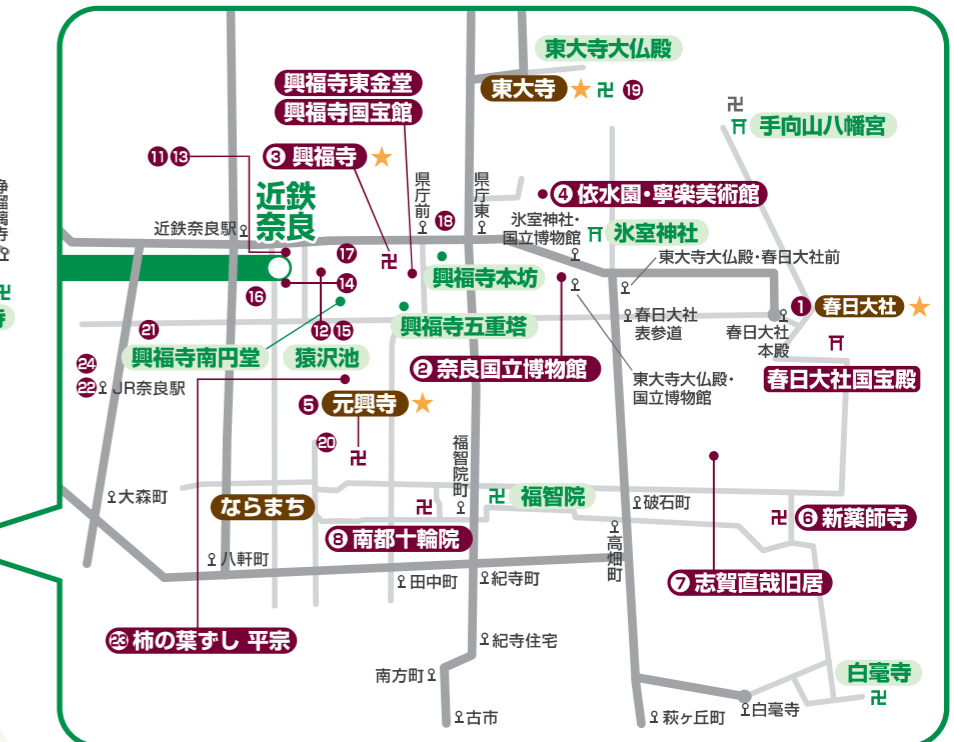 東大寺大仏殿
興福寺東金堂
東大寺
⑲
興福寺国宝館
手向山八幡宮
⑪⑬
③ 興福寺
近鉄
奈良
県庁前
県庁東
④ 依水園・寧楽美術館
⑱
氷室神社・
国立博物館
氷室神社
近鉄奈良駅
東大寺大仏殿・春日大社前
⑰
興福寺本坊
⑭
⑯
① 春日大社
春日大社
表参道
春日大社
本殿
⑫⑮
興福寺五重塔
㉑
興福寺南円堂
猿沢池
② 奈良国立博物館
㉔
㉒
JR奈良駅
東大寺大仏殿・
国立博物館
春日大社国宝殿
⑤ 元興寺
⑳
福智院町
大森町
ならまち
福智院
破石町
⑥ 新薬師寺
⑧ 南都十輪院
高畑町
八軒町
田中町
紀寺町
⑦ 志賀直哉旧居
㉓ 柿の葉ずし 平宗
紀寺住宅
南方町
白毫寺
古市
萩ヶ丘町
白毫寺
浄瑠璃寺
寺